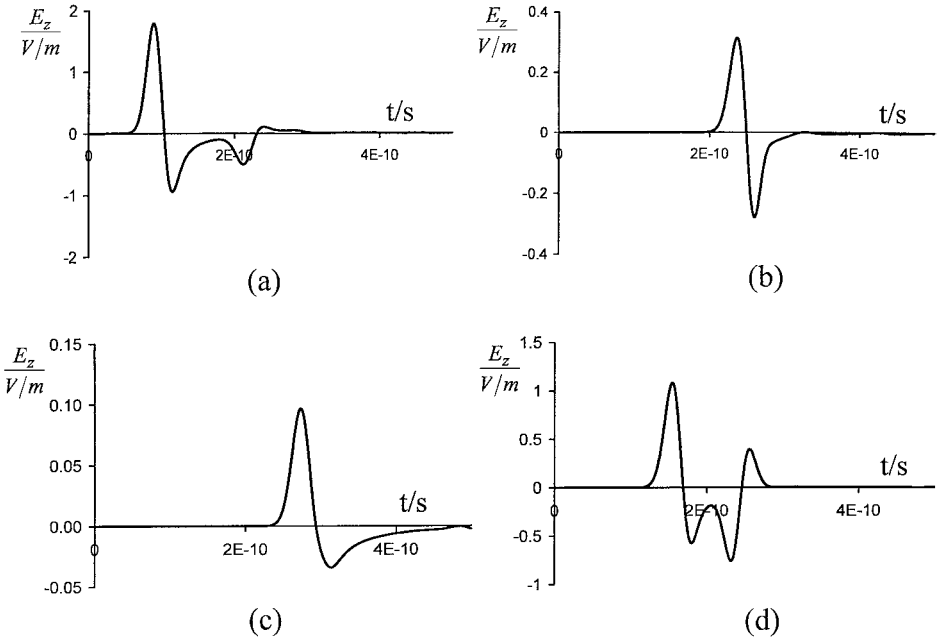 E_z
V/m
2
1
0
-1
-2
0
2E-10
4E-10
t/s
(a)
E_z
V/m
0.4
0.2
0
-0.2
-0.4
0
2E-10
4E-10
t/s
(b)
E_z
V/m
0.15
0.10
0.05
0.00
-0.05
0
2E-10
4E-10
t/s
(c)
E_z
V/m
1.5
1
0.5
0
-0.5
-1
0
2E-10
4E-10
t/s
(d)